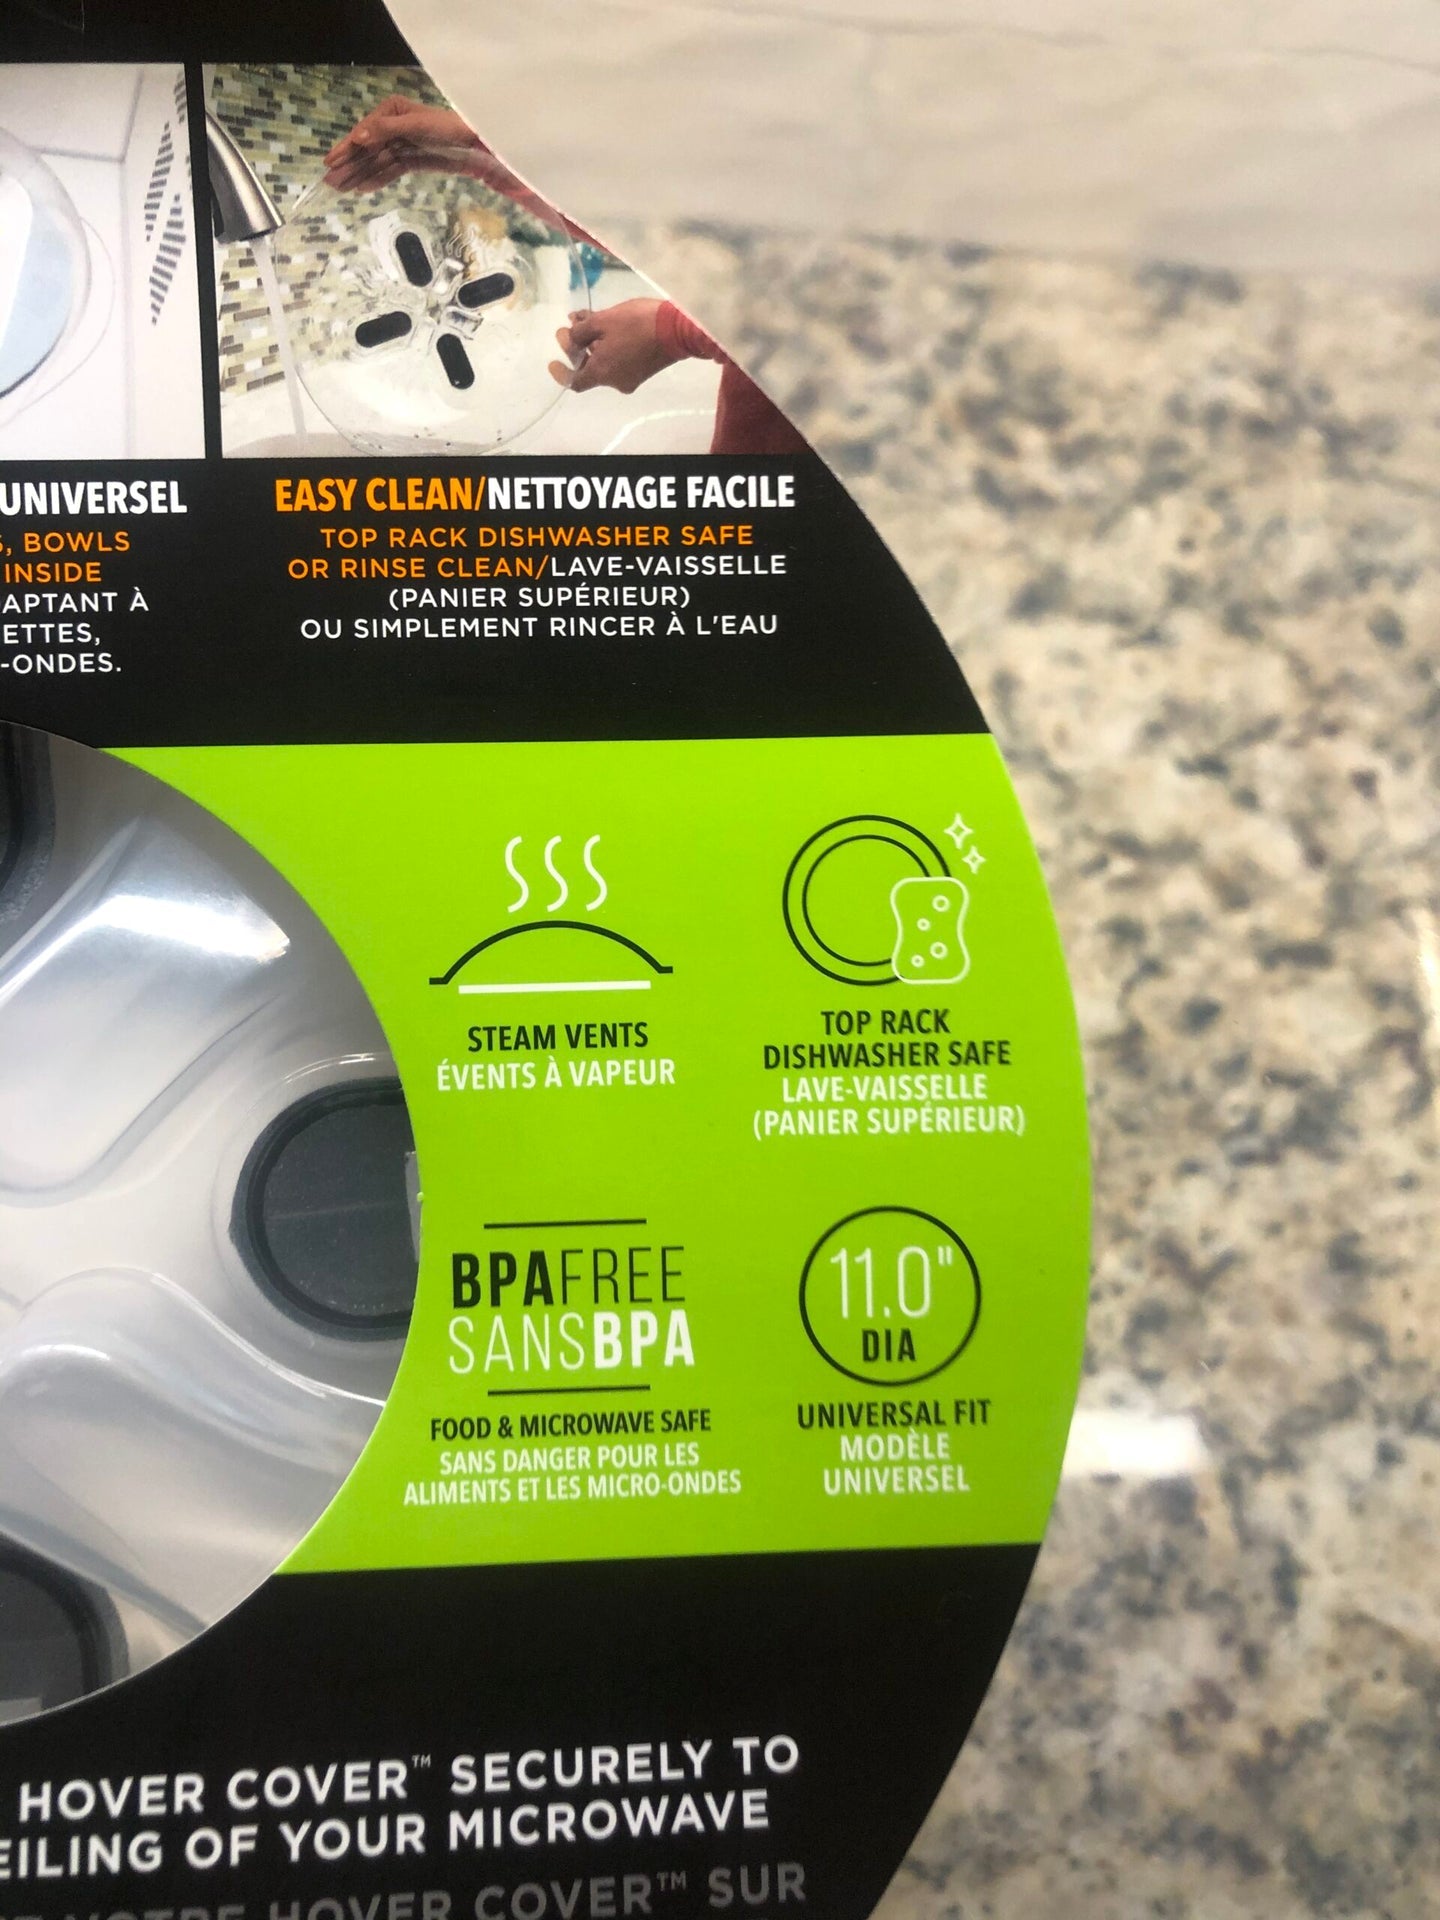 UNIVERSEL
, BOWLS
INSIDE
APTANT À
ETTES,
-ONDES.
EASY CLEAN/NETTOYAGE FACILE
TOP RACK DISHWASHER SAFE
OR RINSE CLEAN/LAVE-VAISSELLE
(PANIER SUPÉRIEUR)
OU SIMPLEMENT RINCER À L'EAU
STEAM VENTS
ÉVENTS À VAPEUR
TOP RACK
DISHWASHER SAFE
LAVE-VAISSELLE
(PANIER SUPÉRIEUR)
BPAFREE
SANSBPA
FOOD & MICROWAVE SAFE
SANS DANGER POUR LES
ALIMENTS ET LES MICRO-ONDES
11.0"
DIA
UNIVERSAL FIT
MODÈLE
UNIVERSEL
HOVER COVER™ SECURELY TO
EILING OF YOUR MICROWAVE
VOTRE HOVER COVER™ SUR